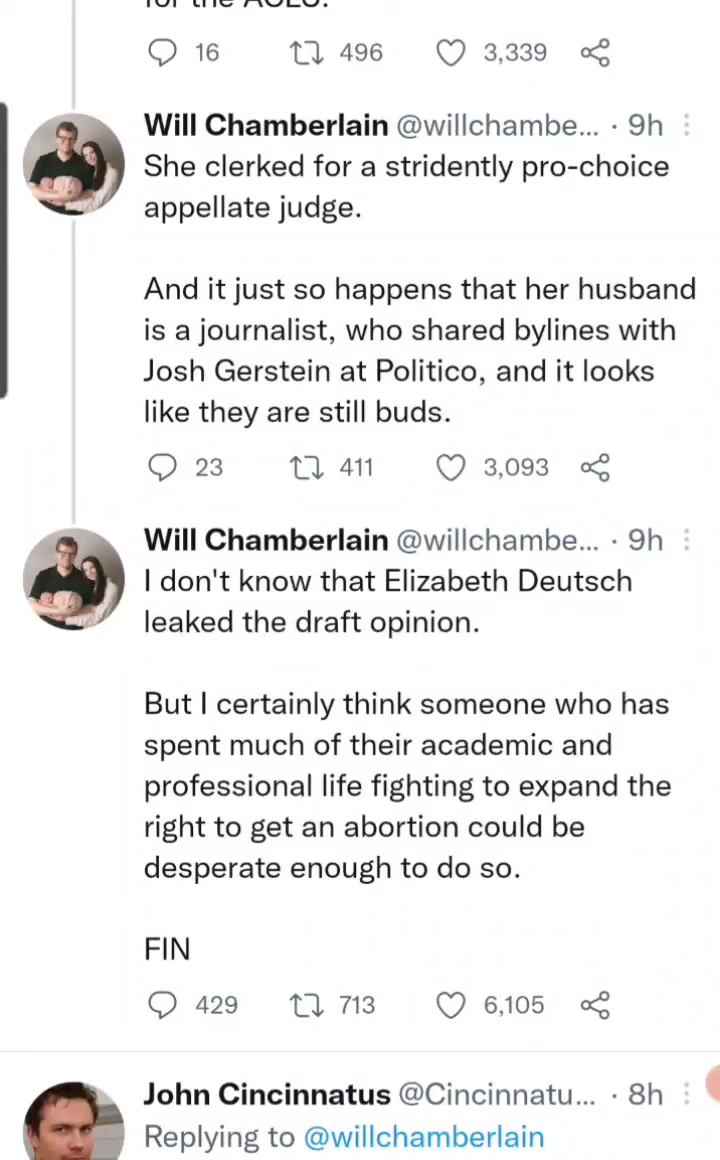 for the ACLU.
16 496 3,339
Will Chamberlain @willchambe... · 9h
She clerked for a stridently pro-choice
appellate judge.
And it just so happens that her husband
is a journalist, who shared bylines with
Josh Gerstein at Politico, and it looks
like they are still buds.
23 411 3,093
Will Chamberlain @willchambe... · 9h
I don't know that Elizabeth Deutsch
leaked the draft opinion.
But I certainly think someone who has
spent much of their academic and
professional life fighting to expand the
right to get an abortion could be
desperate enough to do so.
FIN
429 713 6,105
John Cincinnatus @Cincinnatu... · 8h
Replying to @willchamberlain